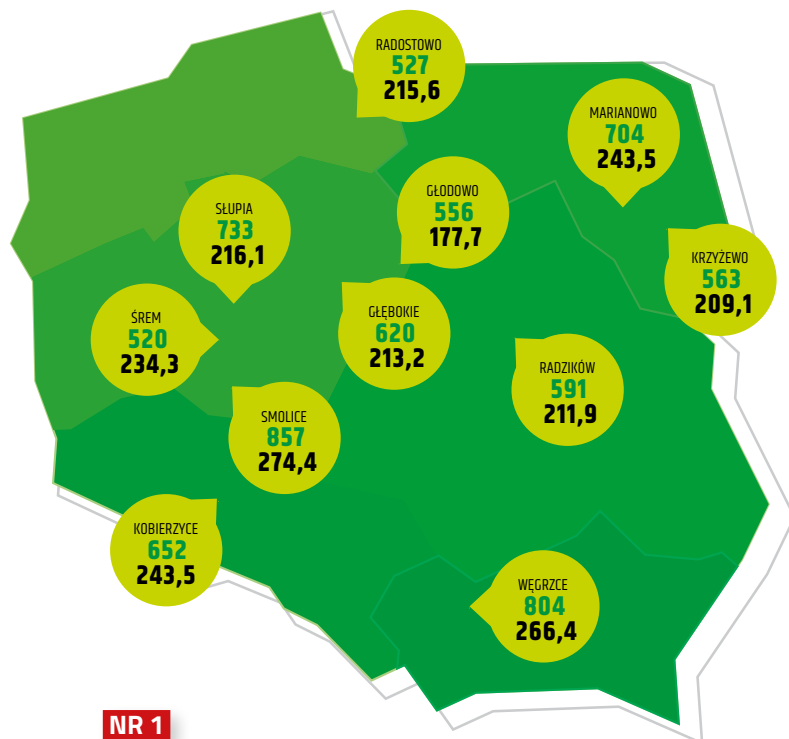 RADOSTOWO
527
215,6
MARIANOWO
704
243,5
GŁODOWO
556
177,7
SŁUPIA
733
216,1
KRZYŻEWO
563
209,1
ŚREM
520
234,3
GŁĘBOKIE
620
213,2
RADZIKÓW
591
211,9
SMOLICE
857
274,4
KOBIERZYCE
652
243,5
WĘGRZCE
804
266,4
NR 1